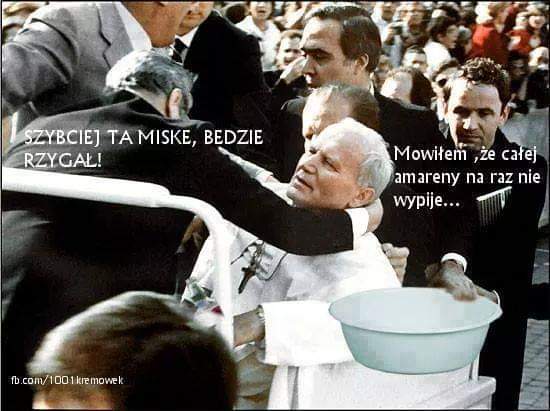 SZYBCIEJ TA MISKE, BEDZIE
RZYGAŁ!
Mowiłem ,że całej
amareny na raz nie
wypije...
fb.com/1001kremowek